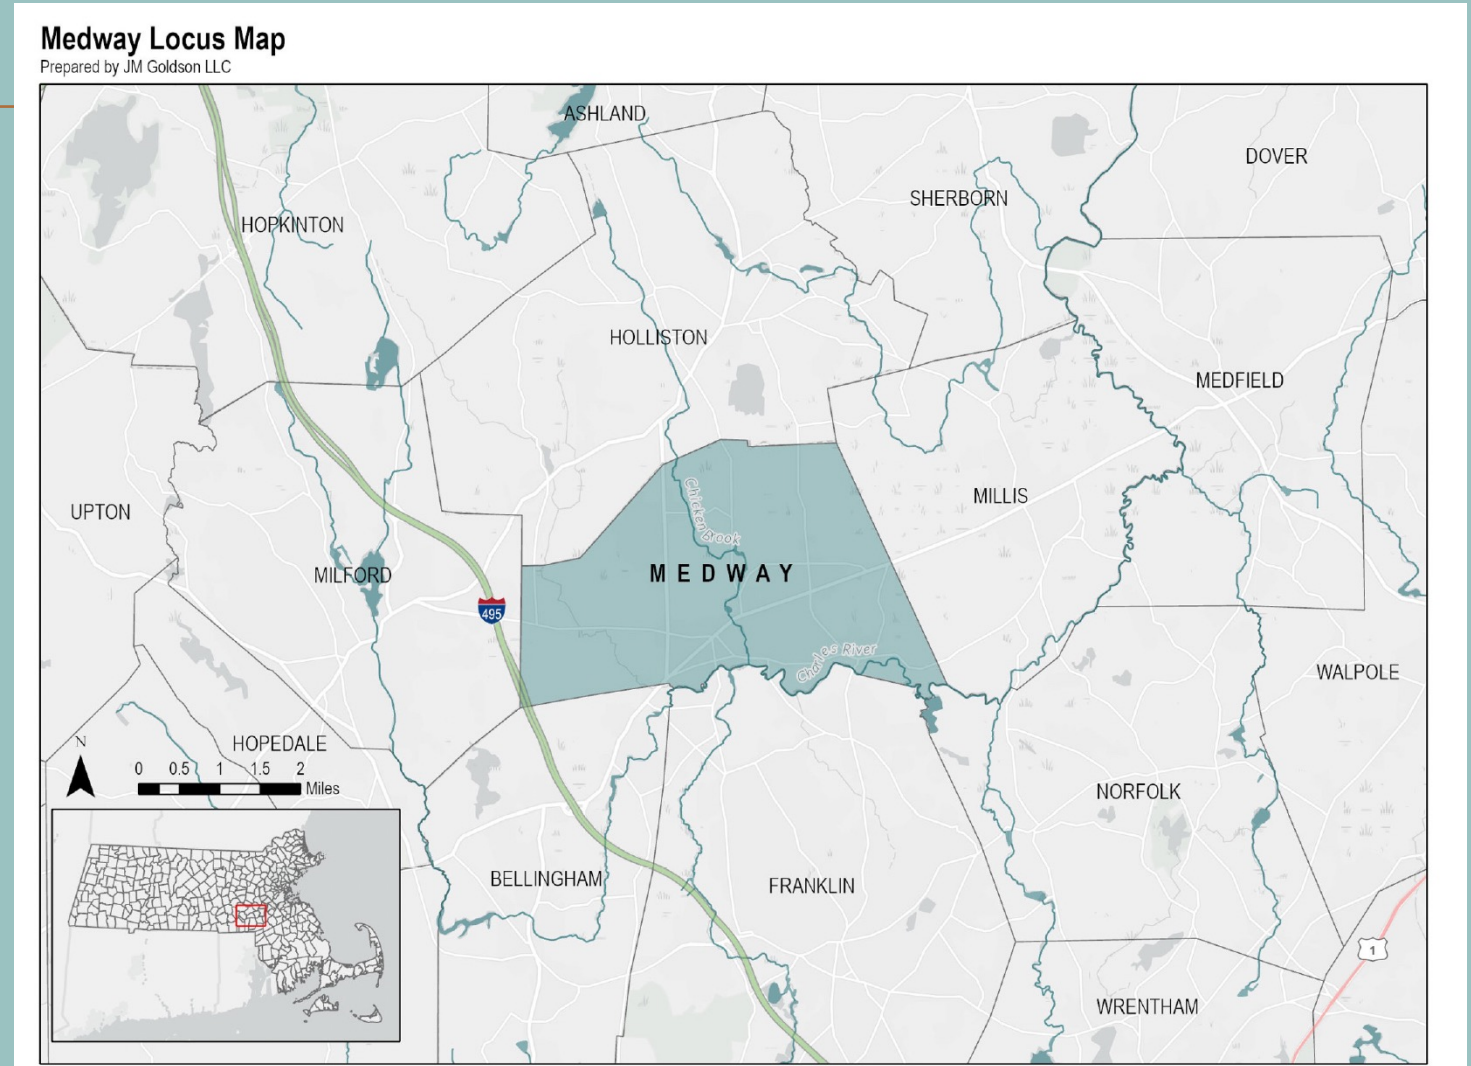 Medway Locus Map
Prepared by JM Goldson LLC
ASHLAND
DOVER
SHERBORN
HOPKINTON
HOLLISTON
MEDFIELD
MILLIS
UPTON
Chicken Brook
MEDWAY
MILFORD
495
Charles River
WALPOLE
HOPEDALE
N
0 0.5 1 1.5 2
Miles
NORFOLK
BELLINGHAM
FRANKLIN
1
WRENTHAM